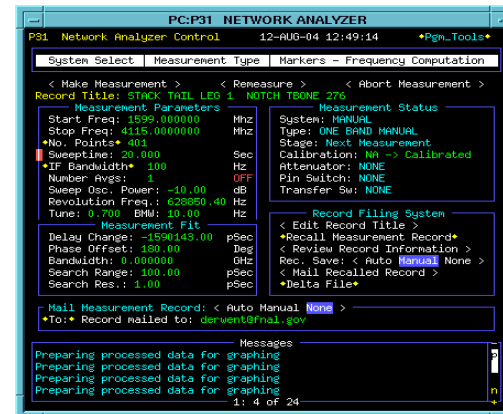 PC:P31 NETWORK ANALYZER
P31 Network Analyzer Control 12-AUG-04 12:49:14 ◆Pgm_Tools◆
System Select Measurement Type Markers - Frequency Computation
< Make Measurement > < Remeasure > < Abort Measurement >
Record Title: STACK TAIL LEG 1 NOTCH TBONE 276
Measurement Parameters
Start Freq: 1599.000000 Mhz
Stop Freq: 4115.0000000 Mhz
◆No. Points◆ 401
Sweeptime: 20.000 Sec
◆IF Bandwidth◆ 100 Hz
Number Avgs: 1 OFF
Sweep Osc. Power: -10.00 dB
Revolution Freq.: 628850.40 Hz
Tune: 0.700 BMW: 10.00 Hz
Measurement Fit
Delay Change: -1590143.00 pSec
Phase Offset: 180.00 Deg
Bandwidth: 0.000000 GHz
Search Range: 100.00 pSec
Search Res.: 1.00 pSec
Measurement Status
System: MANUAL
Type: ONE BAND MANUAL
Stage: Next Measurement
Calibration: NA -> Calibrated
Attenuator: NONE
Pin Switch: NONE
Transfer Sw: NONE
Record Filing System
< Edit Record Title >
◆Recall Measurement Record◆
< Review Record Information >
Rec. Save: < Auto Manual None >
< Mail Recalled Record >
◆Delta File◆
Mail Measurement Record: < Auto Manual None >
◆To:◆ Record mailed to: derwent@fnal.gov
Messages
Preparing processed data for graphing
Preparing processed data for graphing
Preparing processed data for graphing
Preparing processed data for graphing
1: 4 of 24
p
n